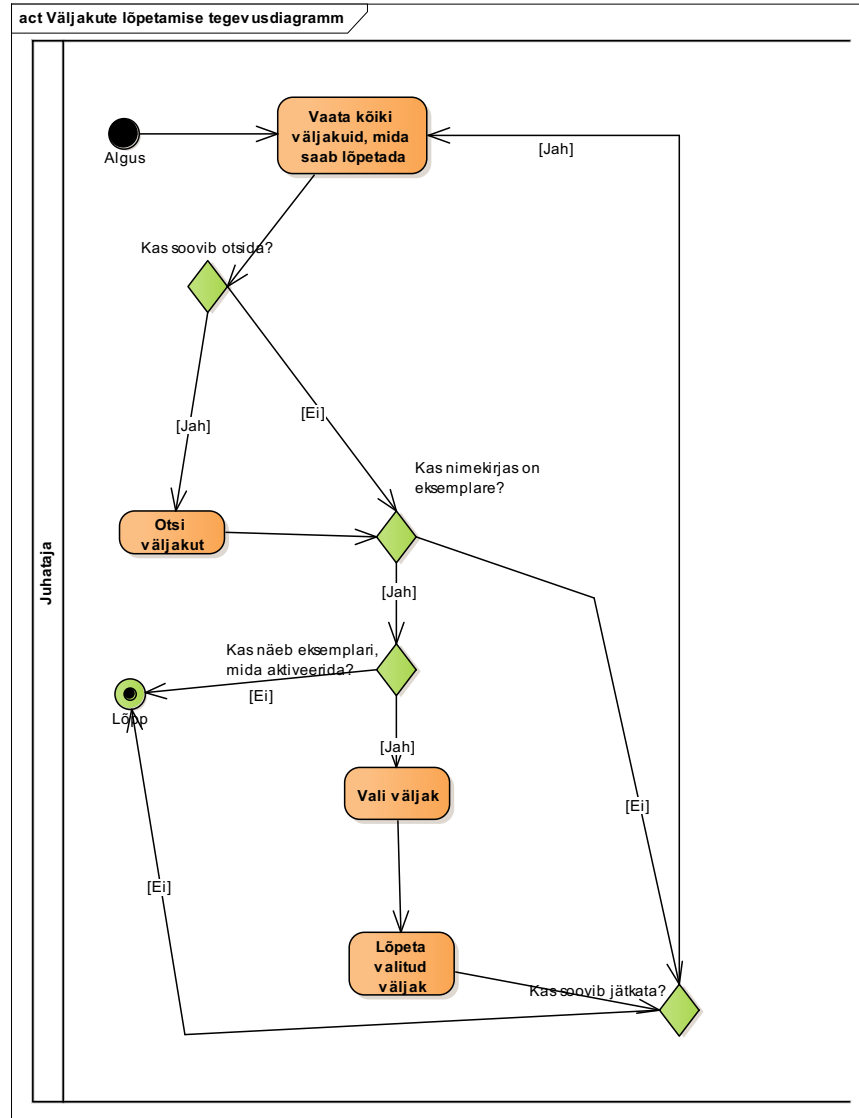 act Väljakute lõpetamise tegevusdiagramm
Vaata kõiki
väljakuid, mida
saab lõpetada
Algus
[Jah]
Kas soovib otsida?
[Ei]
[Jah]
Kas nimekirjas on
eksemplare?
Otsi
väljakut
Juhataja
[Jah]
Kas näeb eksemplari,
mida aktiveerida?
[Ei]
Lõpp
[Jah]
Vali väljak
[Ei]
[Ei]
Lõpeta
valitud
väljak
Kas soovib jätkata?